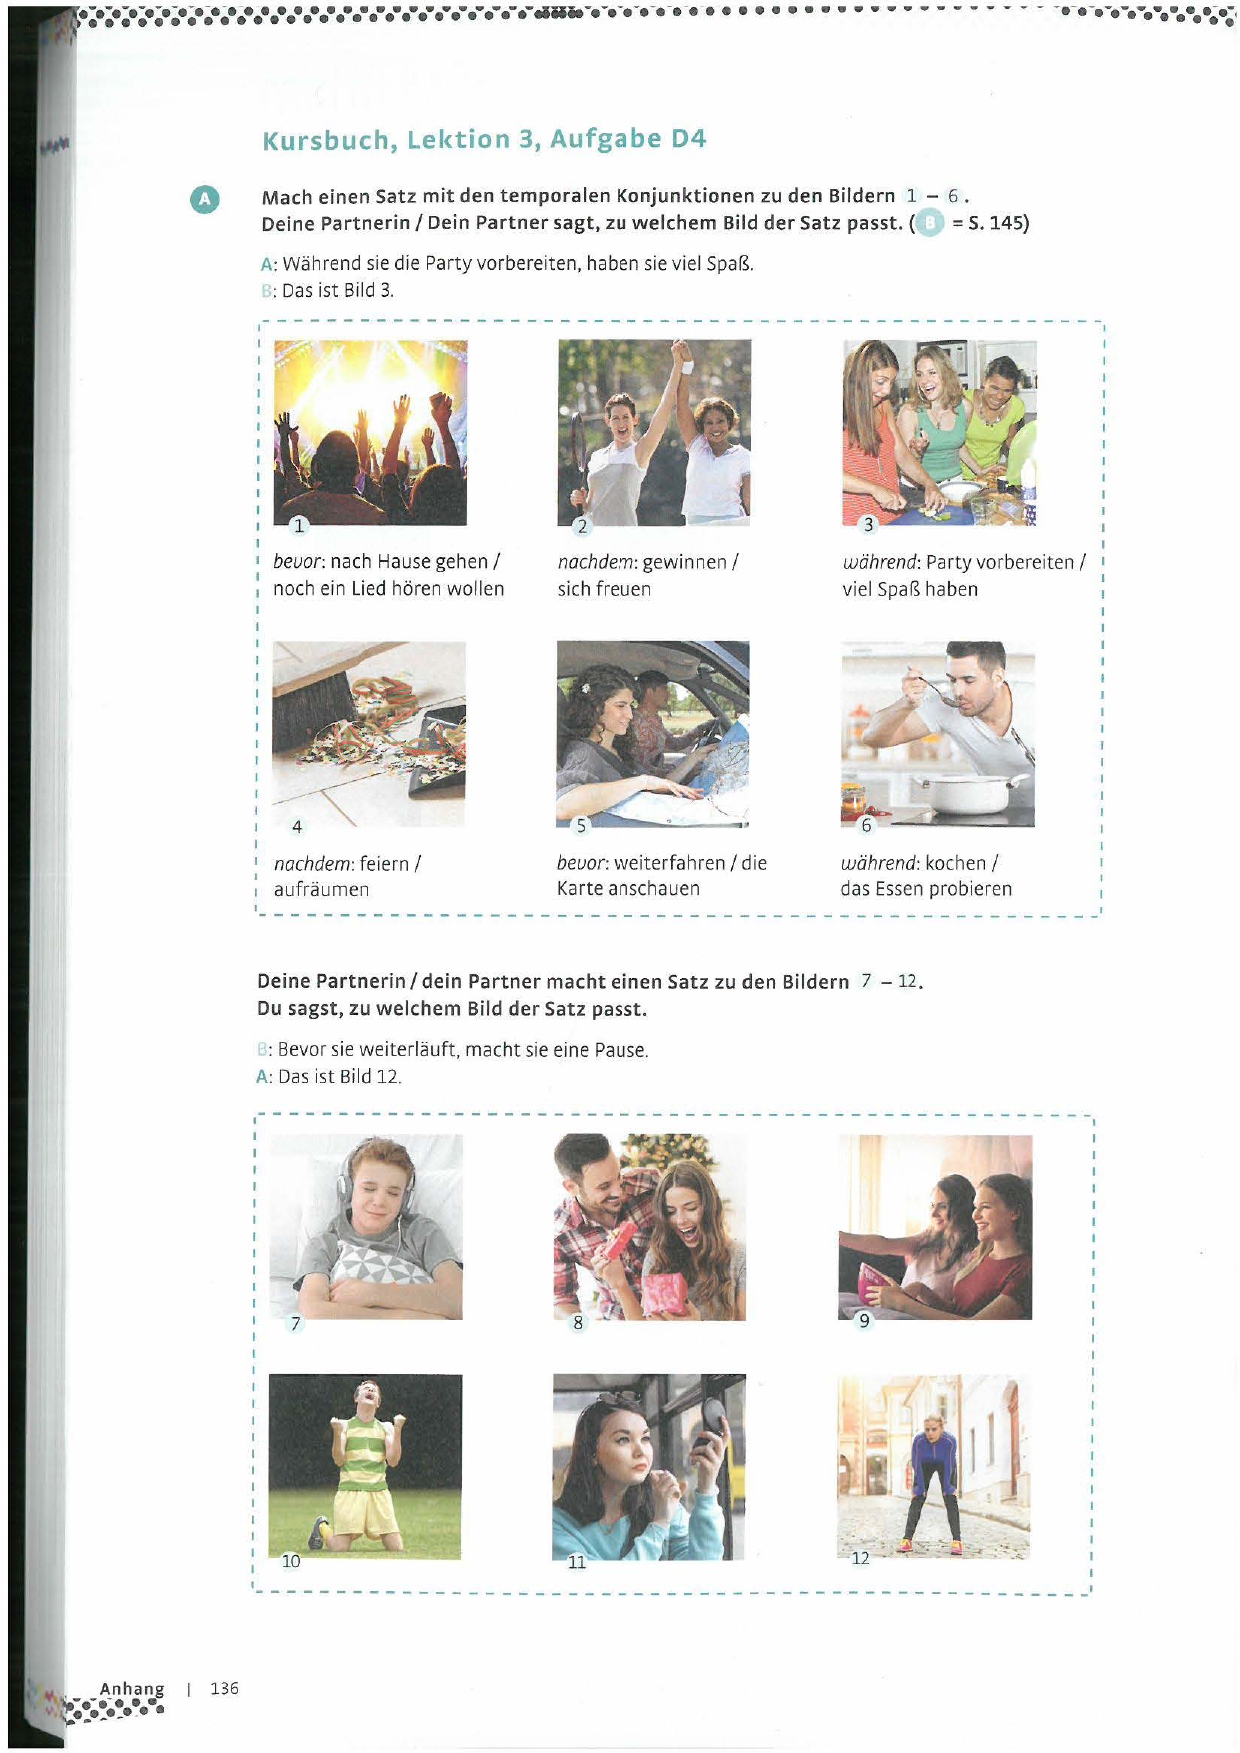 Kursbuch, Lektion 3, Aufgabe D4
A
Mach einen Satz mit den temporalen Konjunktionen zu den Bildern 1 – 6.
Deine Partnerin / Dein Partner sagt, zu welchem Bild der Satz passt. ( B = S. 145)
A: Während sie die Party vorbereiten, haben sie viel Spaß.
B: Das ist Bild 3.
1
2
3
bevor: nach Hause gehen /
noch ein Lied hören wollen
nachdem: gewinnen /
sich freuen
während: Party vorbereiten /
viel Spaß haben
4
5
6
nachdem: feiern /
aufräumen
bevor: weiterfahren / die
Karte anschauen
während: kochen /
das Essen probieren
Deine Partnerin / dein Partner macht einen Satz zu den Bildern 7 – 12.
Du sagst, zu welchem Bild der Satz passt.
B: Bevor sie weiterläuft, macht sie eine Pause.
A: Das ist Bild 12.
7
8
9
10
11
12
Anhang | 136